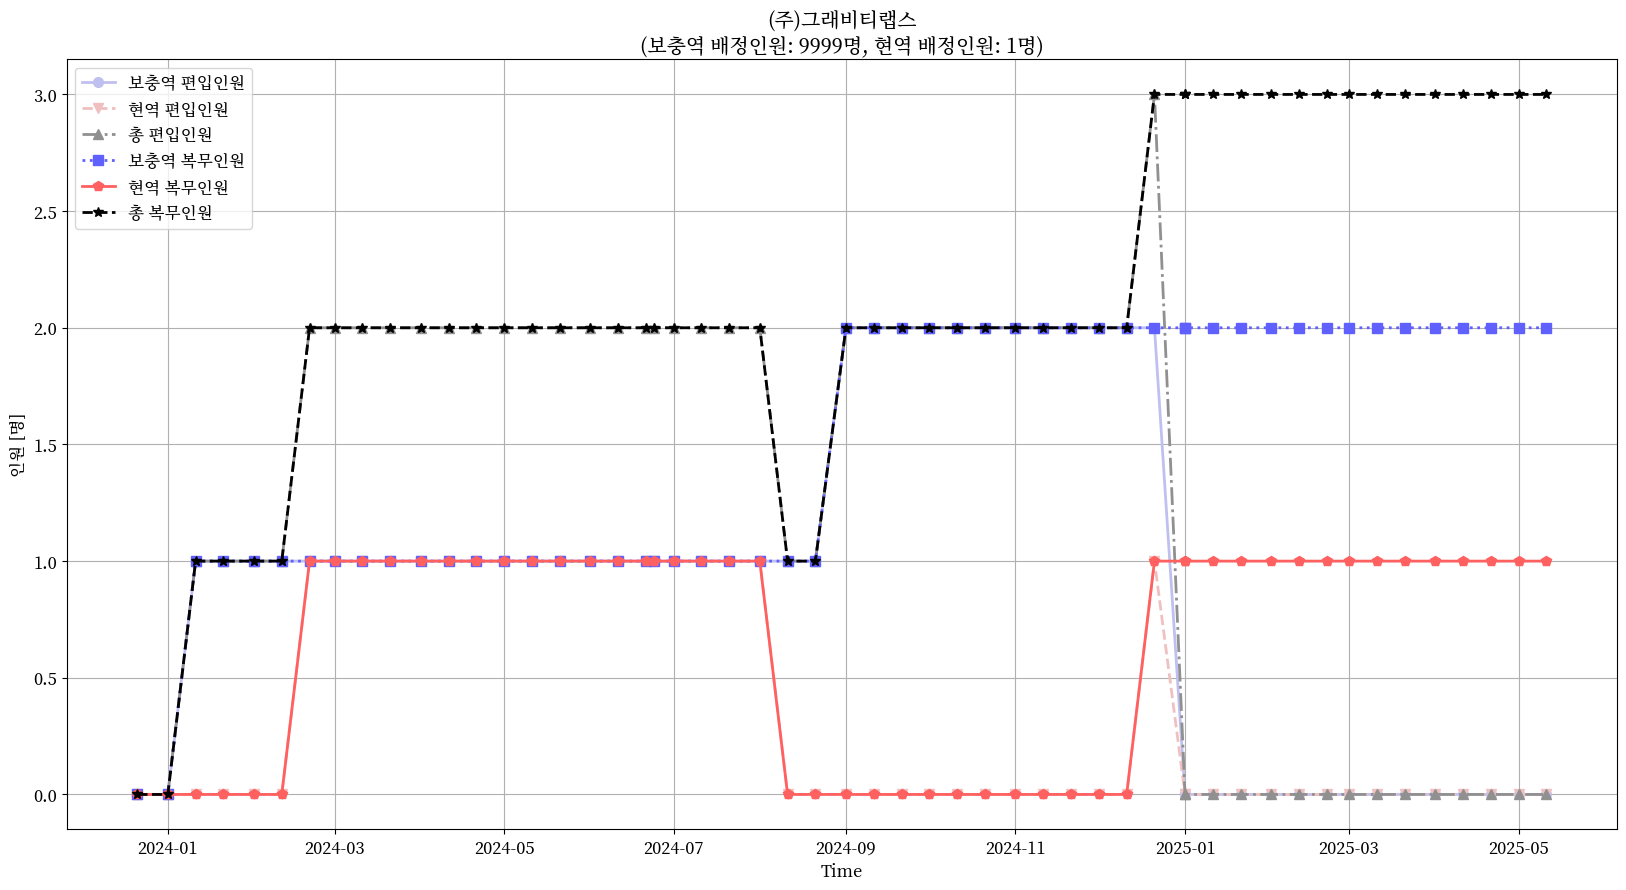 (주)그래비티랩스
(보충역 배정인원: 9999명, 현역 배정인원: 1명)
보충역 편입인원
현역 편입인원
총 편입인원
보충역 복무인원
현역 복무인원
총 복무인원
3.0
2.5
2.0
1.5
1.0
0.5
0.0
인원 [명]
2024-01 2024-03 2024-05 2024-07 2024-09 2024-11 2025-01 2025-03 2025-05
Time